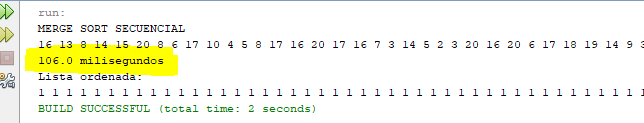 run:
MERGE SORT SECUENCIAL
16 13 8 14 15 20 8 6 17 10 4 5 8 17 16 20 17 16 7 3 14 5 2 3 20 16 20 6 17 18 19 14 9
106.0 milisegundos
Lista ordenada:
1 1 1 1 1 1 1 1 1 1 1 1 1 1 1 1 1 1 1 1 1 1 1 1 1 1 1 1 1 1 1 1 1 1 1 1 1 1 1 1 1 1 1 1
BUILD SUCCESSFUL (total time: 2 seconds)